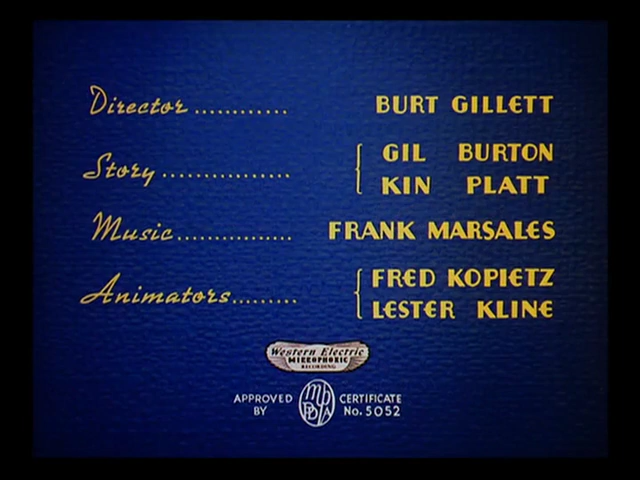 Director............ BURT GILLETT
Story................ { GIL BURTON
KIN PLATT
Music................ FRANK MARSALES
Animators......... { FRED KOPIETZ
LESTER KLINE
Western Electric
MIRROPHONIC
RECORDING
APPROVED BY MPPDA CERTIFICATE No. 5052